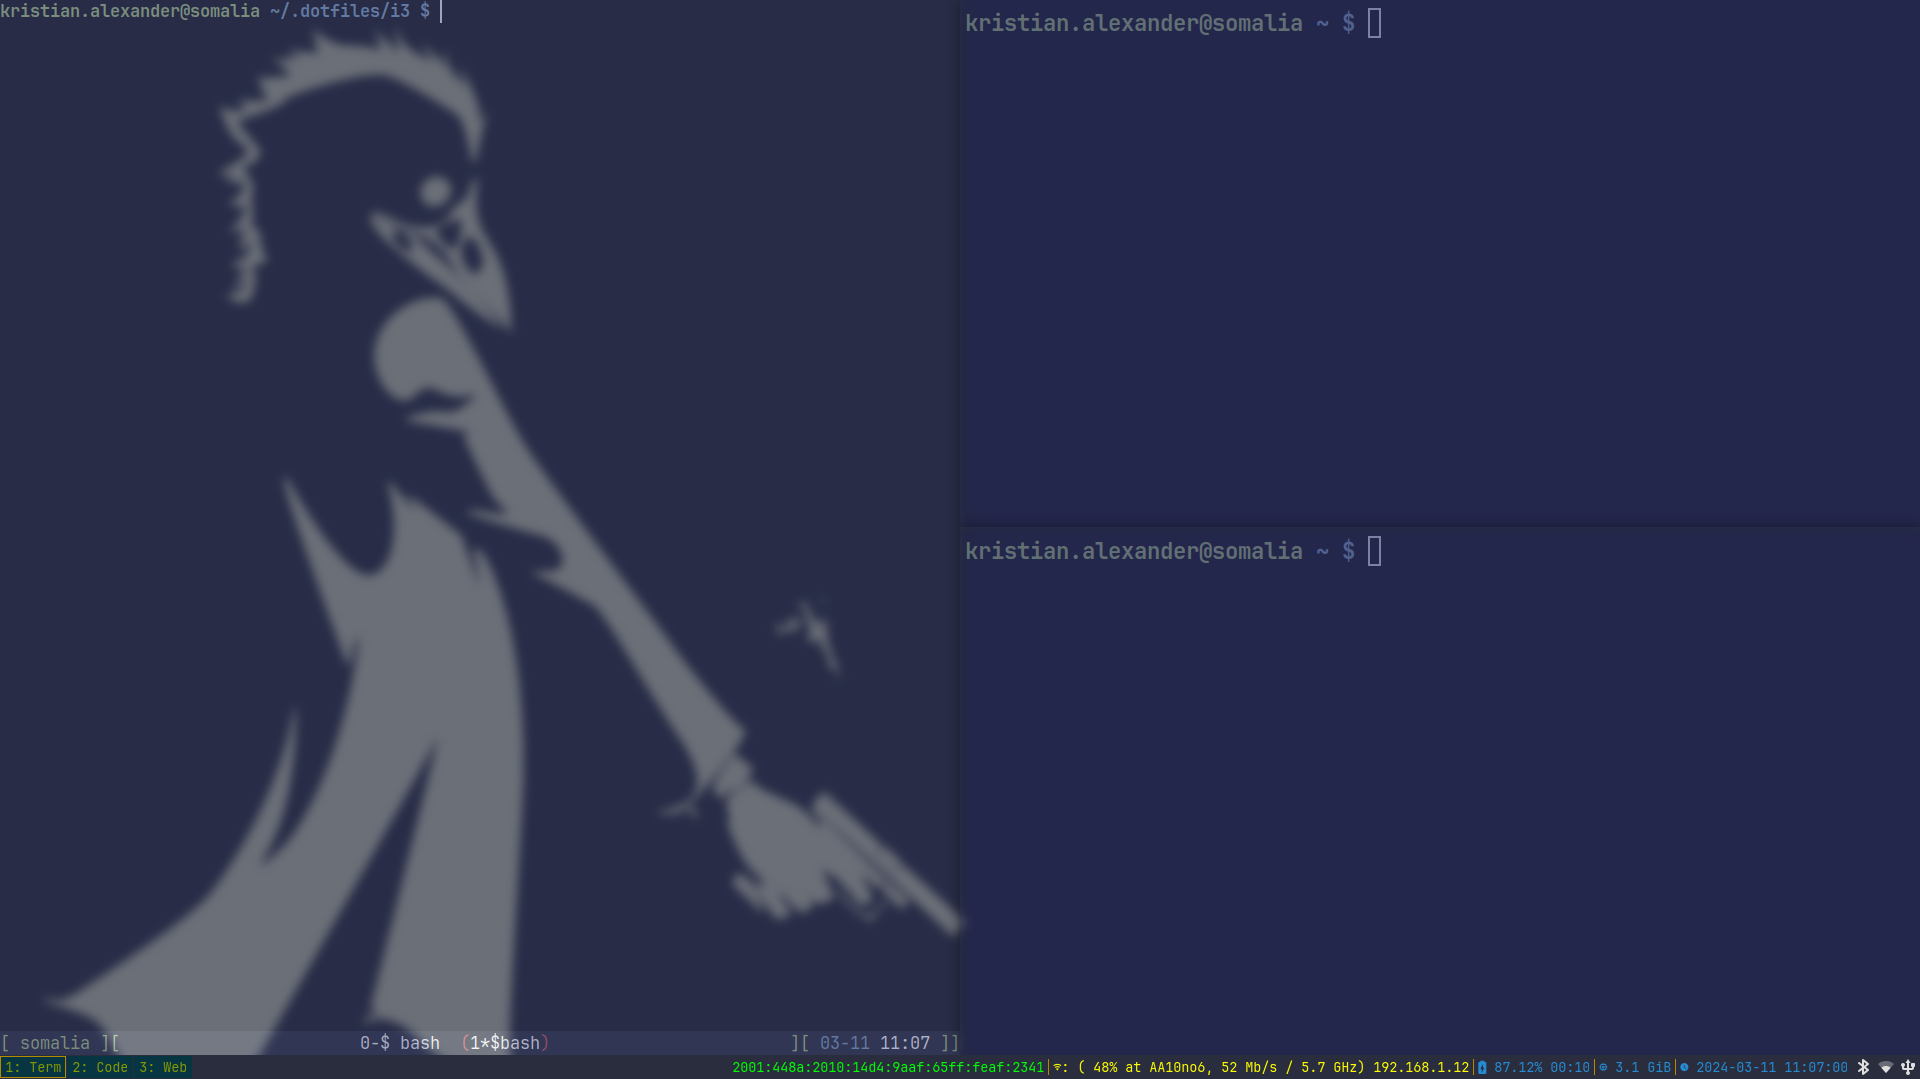 kristian.alexander@somalia ~/.dotfiles/i3 $
kristian.alexander@somalia ~ $
kristian.alexander@somalia ~ $
[ somalia ][ 0-$ bash (1*$bash) ][ 03-11 11:07 ]]
1: Term 2: Code 3: Web 2001:448a:2010:14d4:9aaf:65ff:feaf:2341 | : ( 48% at AA10no6, 52 Mb/s / 5.7 GHz) 192.168.1.12 | 87.12% 00:10 | 3.1 GiB | 2024-03-11 11:07:00